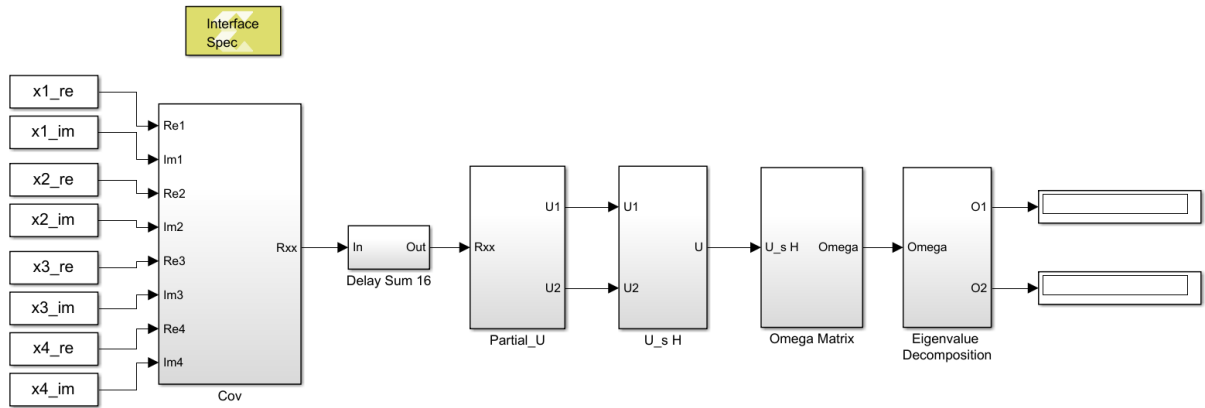 Interface
Spec
x1_re
x1_im
x2_re
x2_im
x3_re
x3_im
x4_re
x4_im
Re1
Im1
Re2
Im2
Re3
Im3
Re4
Im4
Rxx
Cov
In
Out
Delay Sum 16
Rxx
U1
U2
Partial_U
U1
U2
U
U_s H
U_s H
Omega
Omega Matrix
Omega
O1
O2
Eigenvalue
Decomposition